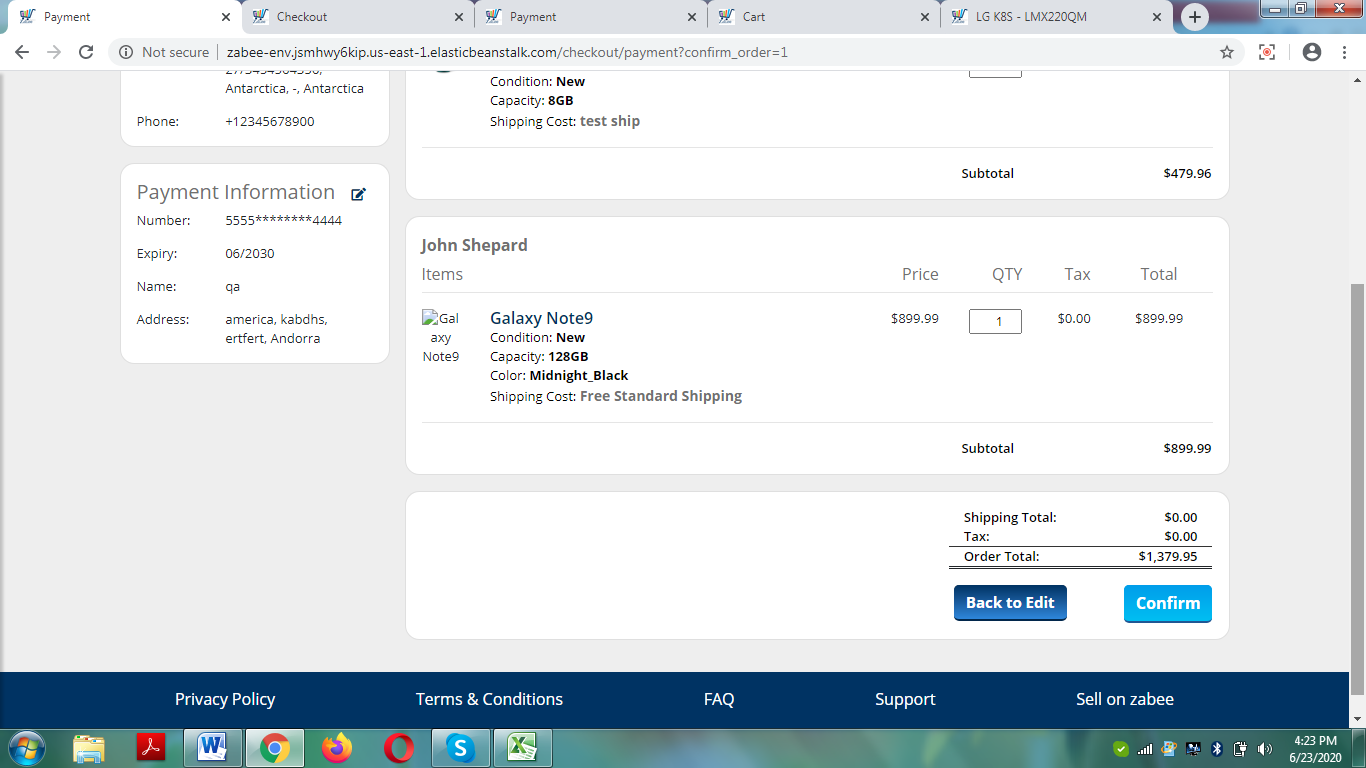 Payment
Checkout
Payment
Cart
LG K8S - LMX220QM
Not secure
zabee-env.jsmhwy6kip.us-east-1.elasticbeanstalk.com/checkout/payment?confirm_order=1
Antarctica, -, Antarctica
Phone: +12345678900
Payment Information
Number: 5555********4444
Expiry: 06/2030
Name: qa
Address: america, kabdhs,
ertfert, Andorra
Condition: New
Capacity: 8GB
Shipping Cost: test ship
Subtotal $479.96
John Shepard
Items Price QTY Tax Total
Gal
axy
Note9
Galaxy Note9 $899.99 1 $0.00 $899.99
Condition: New
Capacity: 128GB
Color: Midnight_Black
Shipping Cost: Free Standard Shipping
Subtotal $899.99
Shipping Total: $0.00
Tax: $0.00
Order Total: $1,379.95
Back to Edit Confirm
Privacy Policy Terms & Conditions FAQ Support Sell on zabee
4:23 PM
6/23/2020